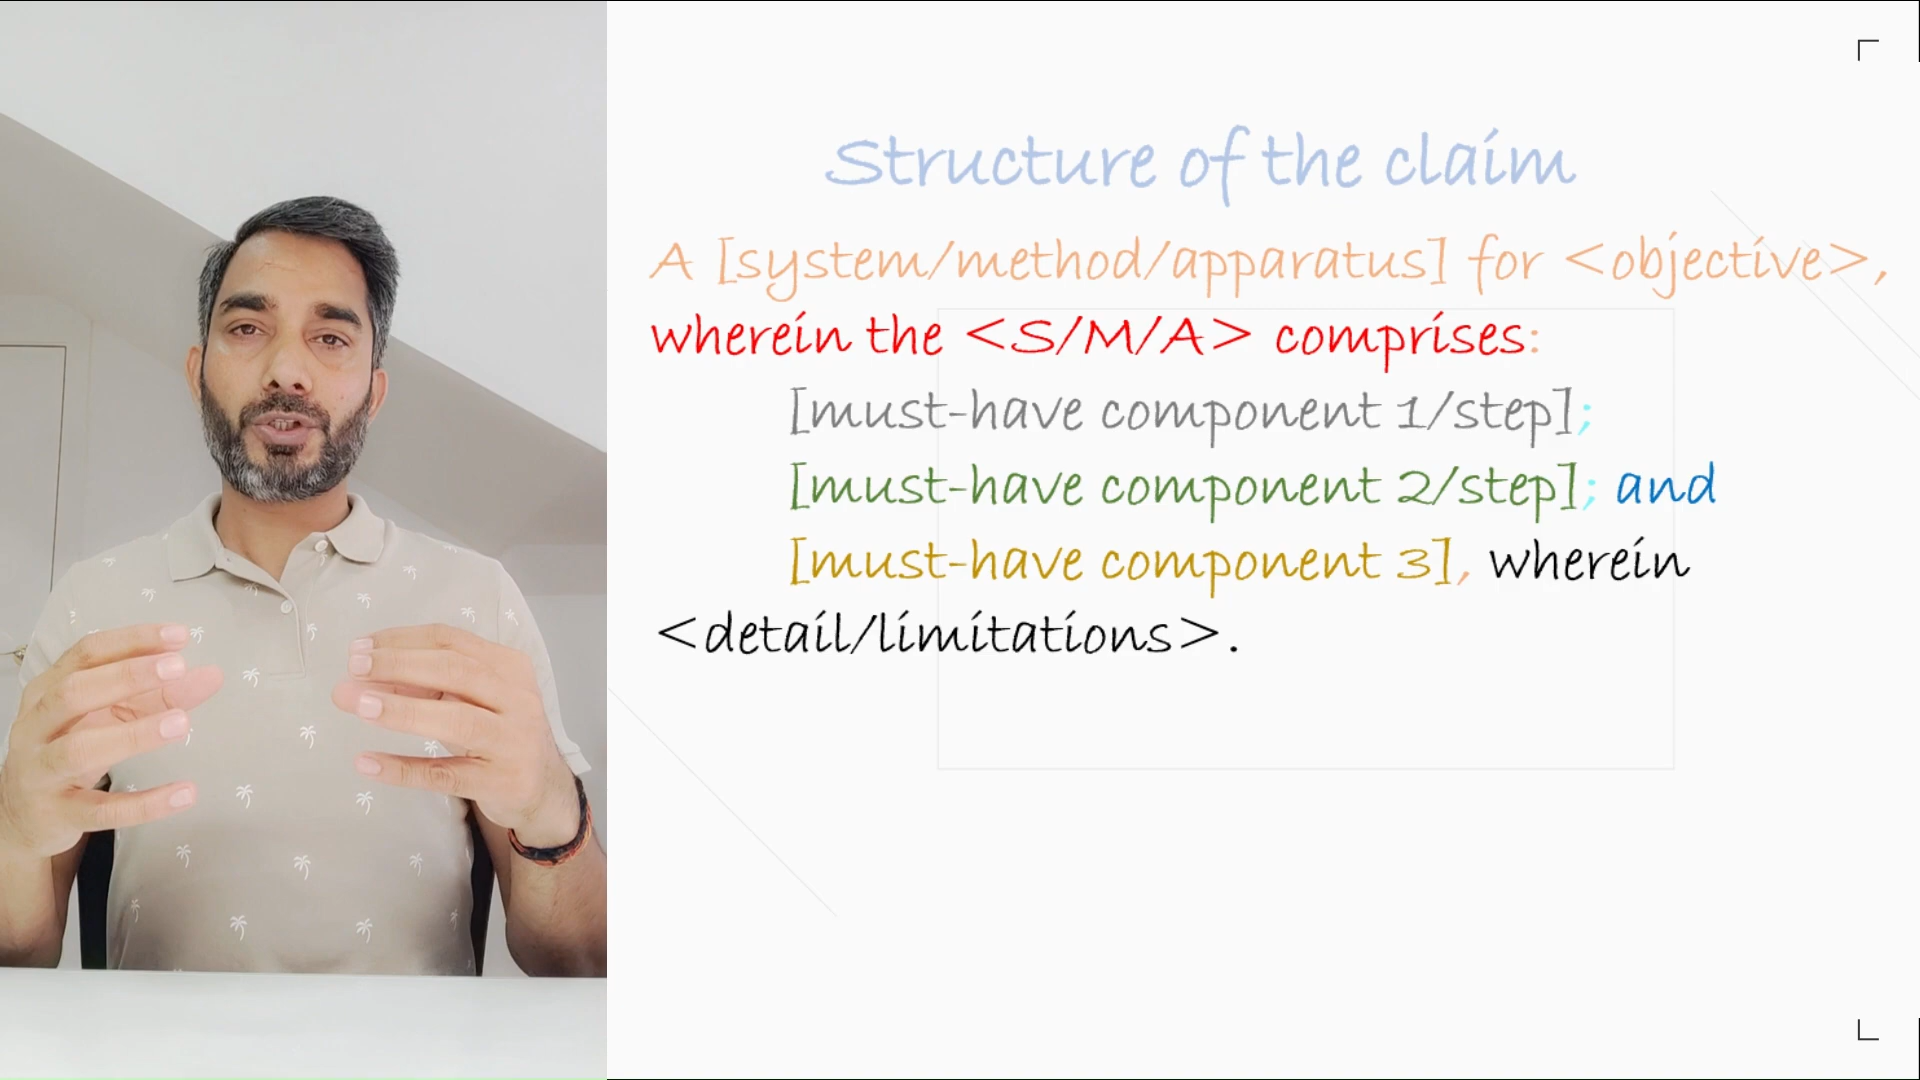 Structure of the claim
A [system/method/apparatus] for <objective>,
wherein the <S/M/A> comprises:
[must-have component 1/step];
[must-have component 2/step]; and
[must-have component 3], wherein
<detail/limitations>.